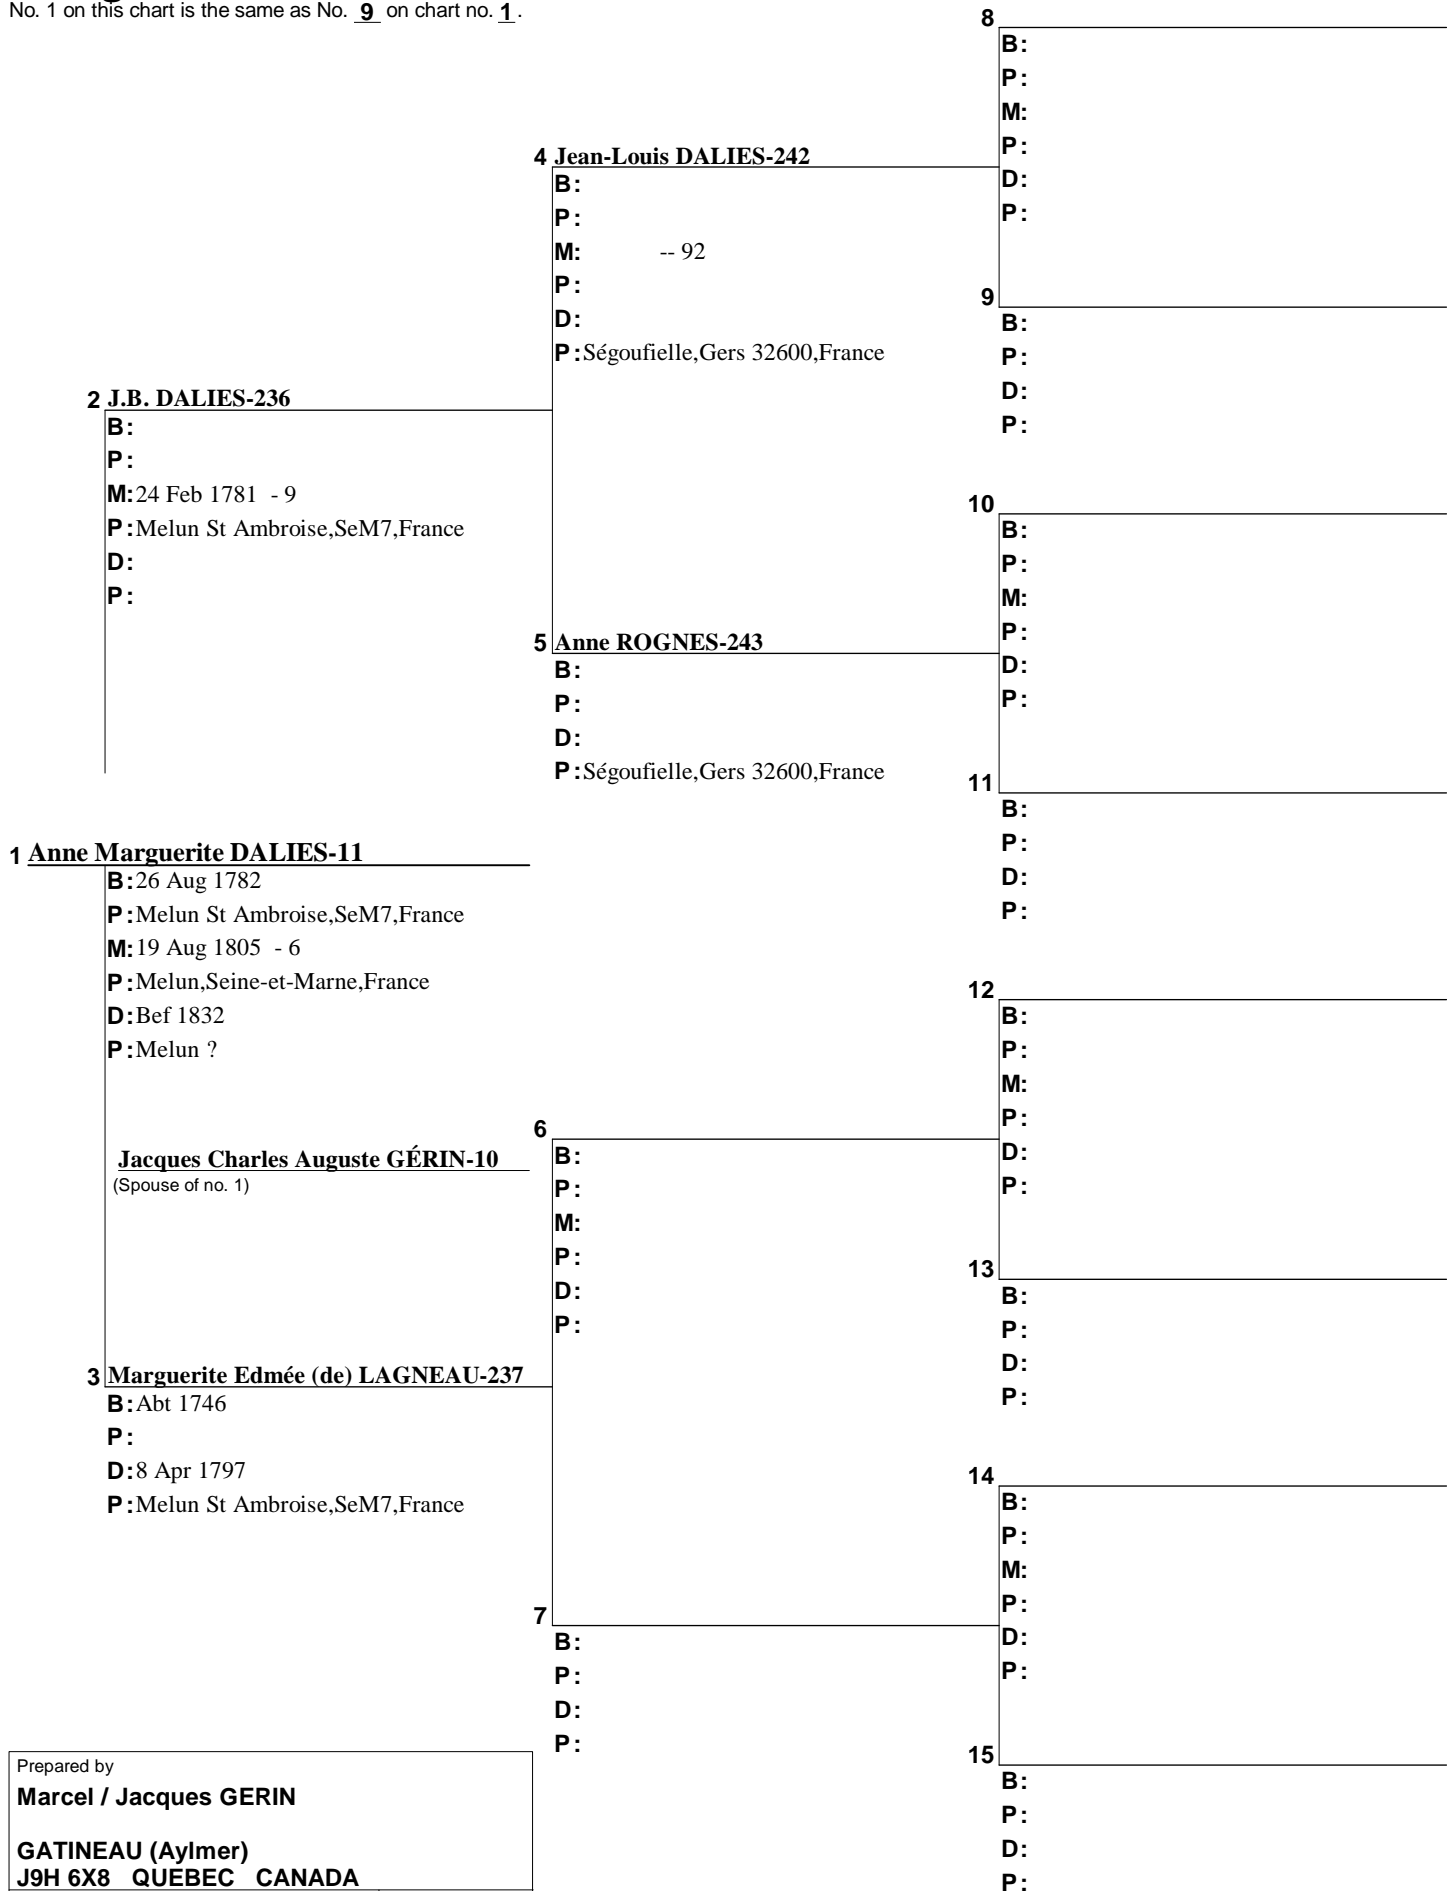 No. 1 on this chart is the same as No. 9 on chart no. 1.
8
B:
P:
M:
P:
D:
P:
4 Jean-Louis DALIES-242
B:
P:
M: -- 92
P:
D:
P:Ségoufielle,Gers 32600,France
9
B:
P:
D:
P:
2 J.B. DALIES-236
B:
P:
M:24 Feb 1781 - 9
P:Melun St Ambroise,SeM7,France
D:
P:
10
B:
P:
M:
P:
D:
P:
5 Anne ROGNES-243
B:
P:
D:
P:Ségoufielle,Gers 32600,France
11
B:
P:
D:
P:
1 Anne Marguerite DALIES-11
B:26 Aug 1782
P:Melun St Ambroise,SeM7,France
M:19 Aug 1805 - 6
P:Melun,Seine-et-Marne,France
D:Bef 1832
P:Melun ?
12
B:
P:
M:
P:
D:
P:
Jacques Charles Auguste GÉRIN-10
(Spouse of no. 1)
6
B:
P:
M:
P:
D:
P:
13
B:
P:
D:
P:
3 Marguerite Edmée (de) LAGNEAU-237
B:Abt 1746
P:
D:8 Apr 1797
P:Melun St Ambroise,SeM7,France
14
B:
P:
M:
P:
D:
P:
7
B:
P:
D:
P:
15
B:
P:
D:
P:
Prepared by
Marcel / Jacques GERIN
GATINEAU (Aylmer)
J9H 6X8 QUEBEC CANADA